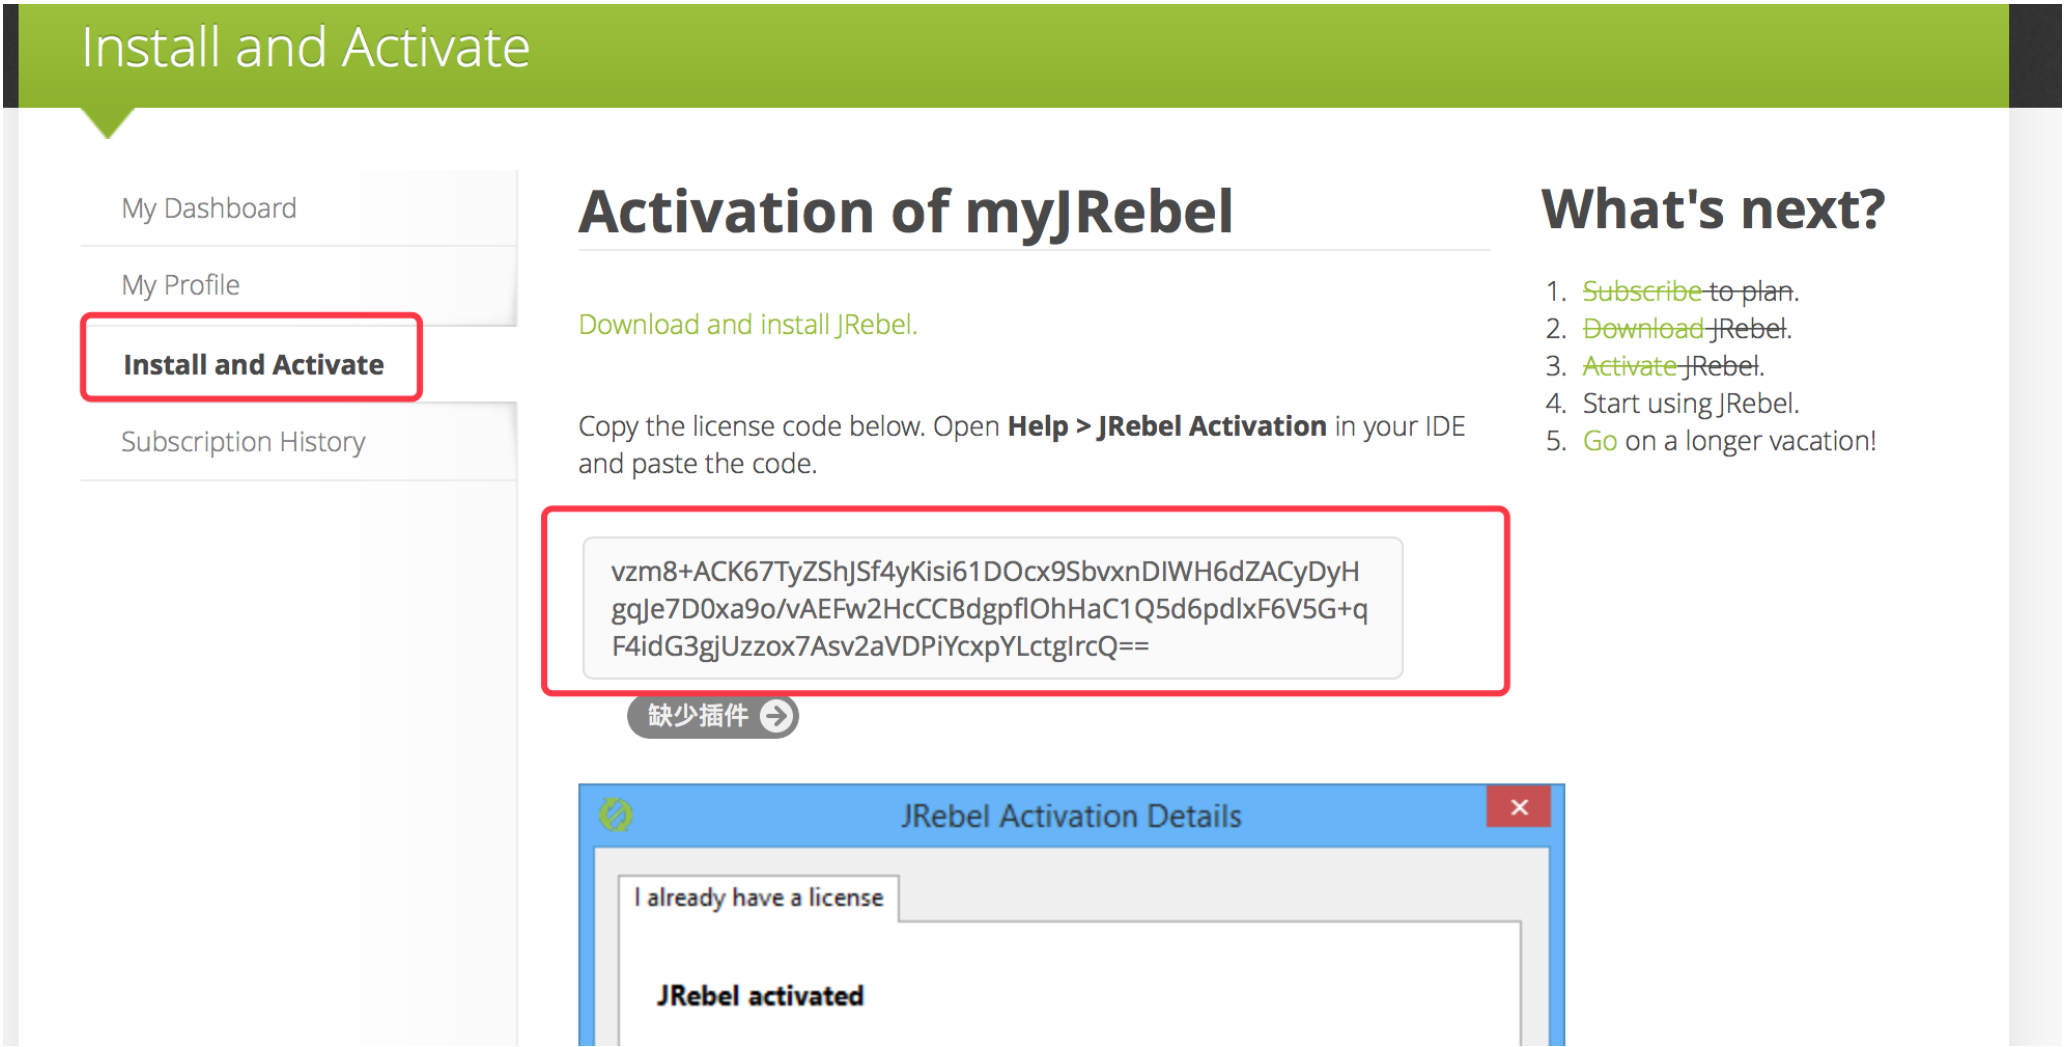 Install and Activate
My Dashboard
My Profile
Install and Activate
Subscription History
Activation of myJRebel
Download and install JRebel.
Copy the license code below. Open Help > JRebel Activation in your IDE
and paste the code.
vzm8+ACK67TyZShJSf4yKisi61DOcx9SbvxnDIWH6dZACyDyH
gqJe7D0xa9o/vAEFw2HcCCBdgpflOhHaC1Q5d6pdlxF6V5G+q
F4idG3gjUzzox7Asv2aVDPiYcxpYLctgIrcQ==
缺少插件
JRebel Activation Details
I already have a license
JRebel activated
What's next?
1. Subscribe to plan.
2. Download JRebel.
3. Activate JRebel.
4. Start using JRebel.
5. Go on a longer vacation!